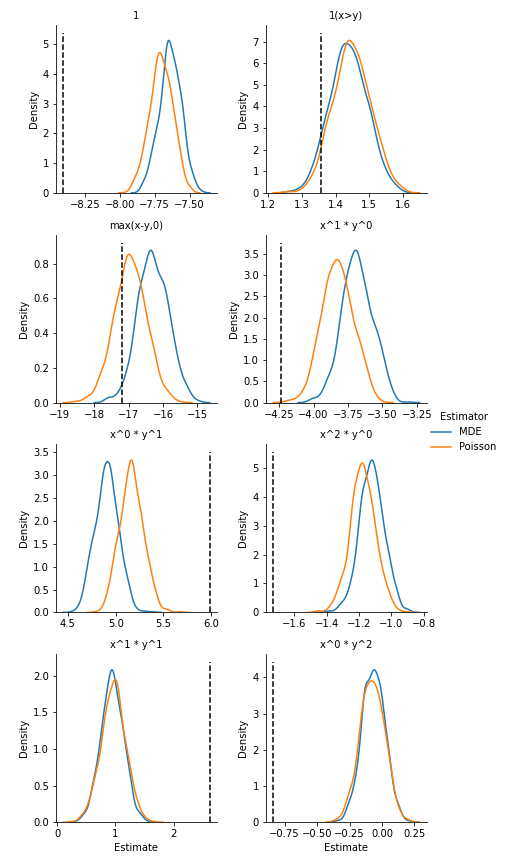 1
1(x>y)
Density
5
4
3
2
1
0
−8.25 −8.00 −7.75 −7.50
Density
7
6
5
4
3
2
1
0
1.2 1.3 1.4 1.5 1.6
max(x-y,0)
x^1 * y^0
Density
0.8
0.6
0.4
0.2
0.0
−19 −18 −17 −16 −15
Density
3.5
3.0
2.5
2.0
1.5
1.0
0.5
0.0
−4.25 −4.00 −3.75 −3.50 −3.25
Estimator
MDE
Poisson
x^0 * y^1
x^2 * y^0
Density
3.5
3.0
2.5
2.0
1.5
1.0
0.5
0.0
4.5 5.0 5.5 6.0
Density
5
4
3
2
1
0
−1.6 −1.4 −1.2 −1.0 −0.8
x^1 * y^1
x^0 * y^2
Density
2.0
1.5
1.0
0.5
0.0
0 1 2
Estimate
Density
4
3
2
1
0
−0.75 −0.50 −0.25 0.00 0.25
Estimate